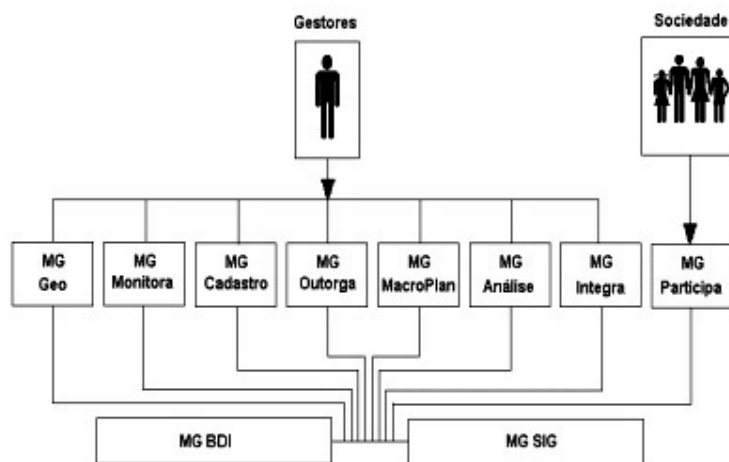 Gestores
Sociedade
MG
Geo
MG
Monitora
MG
Cadastro
MG
Outorga
MG
MacroPlan
MG
Análise
MG
Integra
MG
Participa
MG BDI
MG SIG